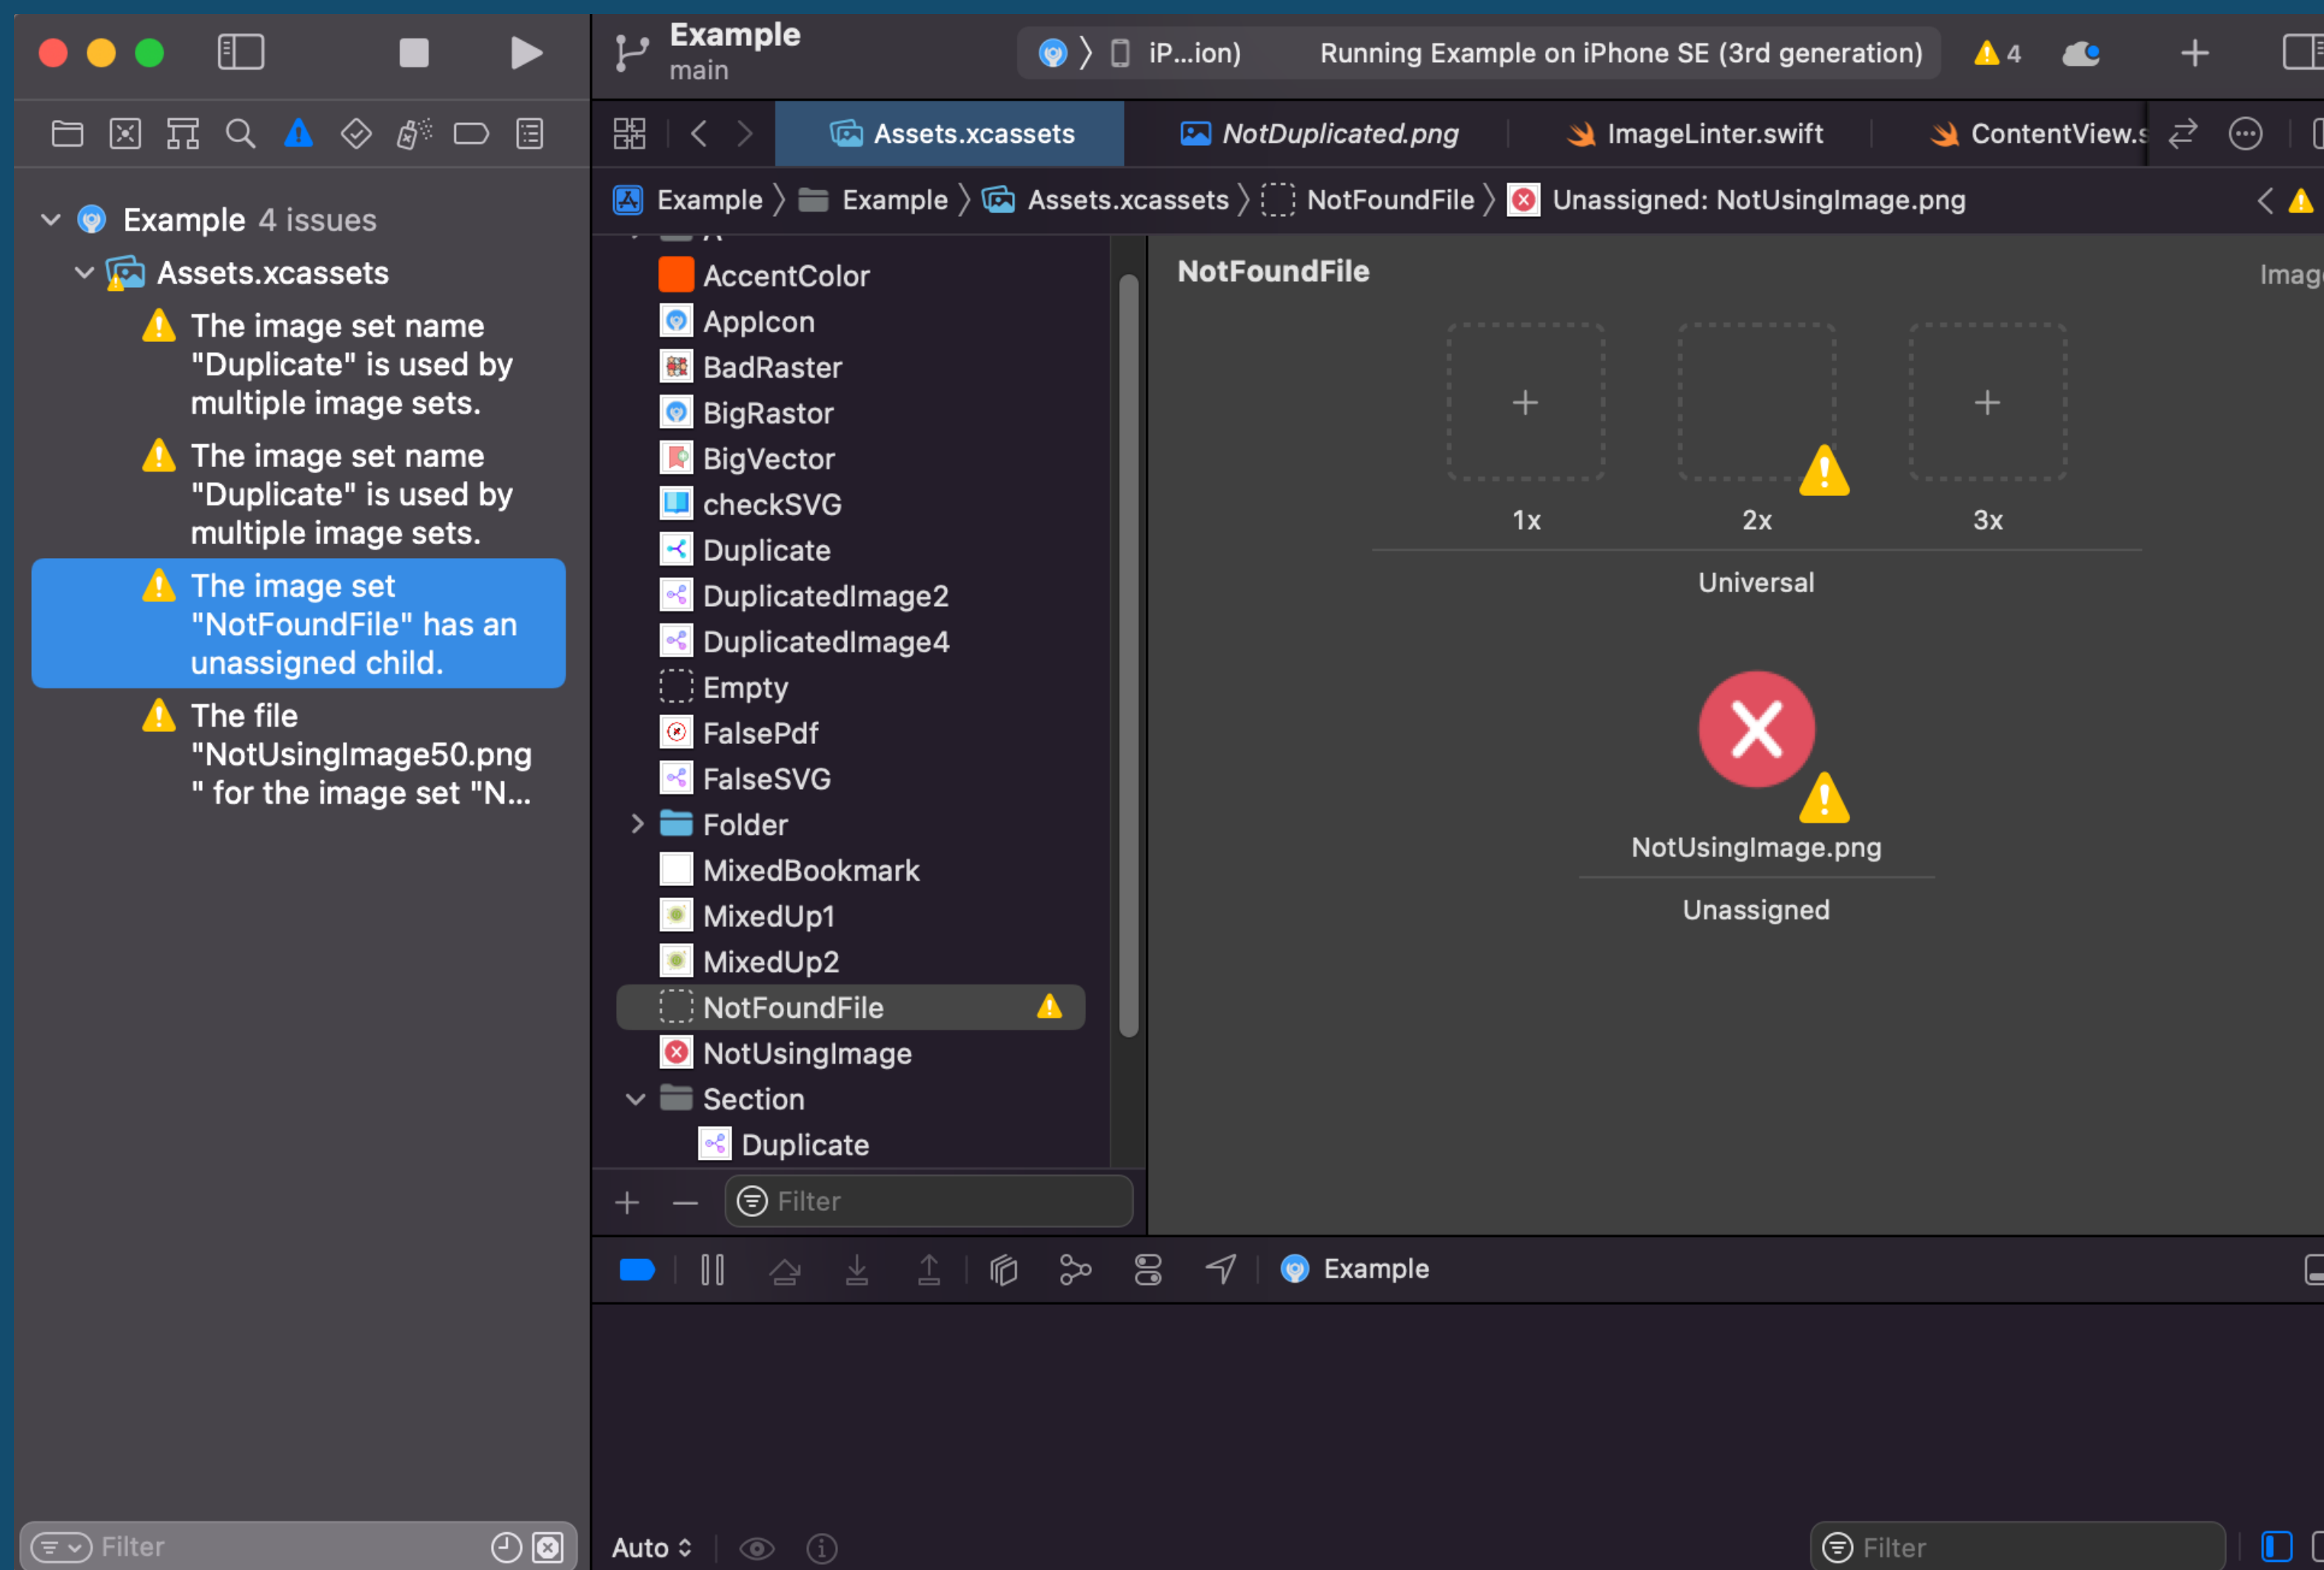 Example
main
iP...ion)
Running Example on iPhone SE (3rd generation)
4
Assets.xcassets
NotDuplicated.png
ImageLinter.swift
ContentView.s
Example
Example
Assets.xcassets
NotFoundFile
Unassigned: NotUsingImage.png
Example 4 issues
Assets.xcassets
The image set name
"Duplicate" is used by
multiple image sets.
The image set name
"Duplicate" is used by
multiple image sets.
The image set
"NotFoundFile" has an
unassigned child.
The file
"NotUsingImage50.png
" for the image set "N...
Filter
AccentColor
AppIcon
BadRaster
BigRastor
BigVector
checkSVG
Duplicate
DuplicatedImage2
DuplicatedImage4
Empty
FalsePdf
FalseSVG
Folder
MixedBookmark
MixedUp1
MixedUp2
NotFoundFile
NotUsingImage
Section
Duplicate
Filter
NotFoundFile
Imag
1x
2x
3x
Universal
NotUsingImage.png
Unassigned
Example
Auto
Filter